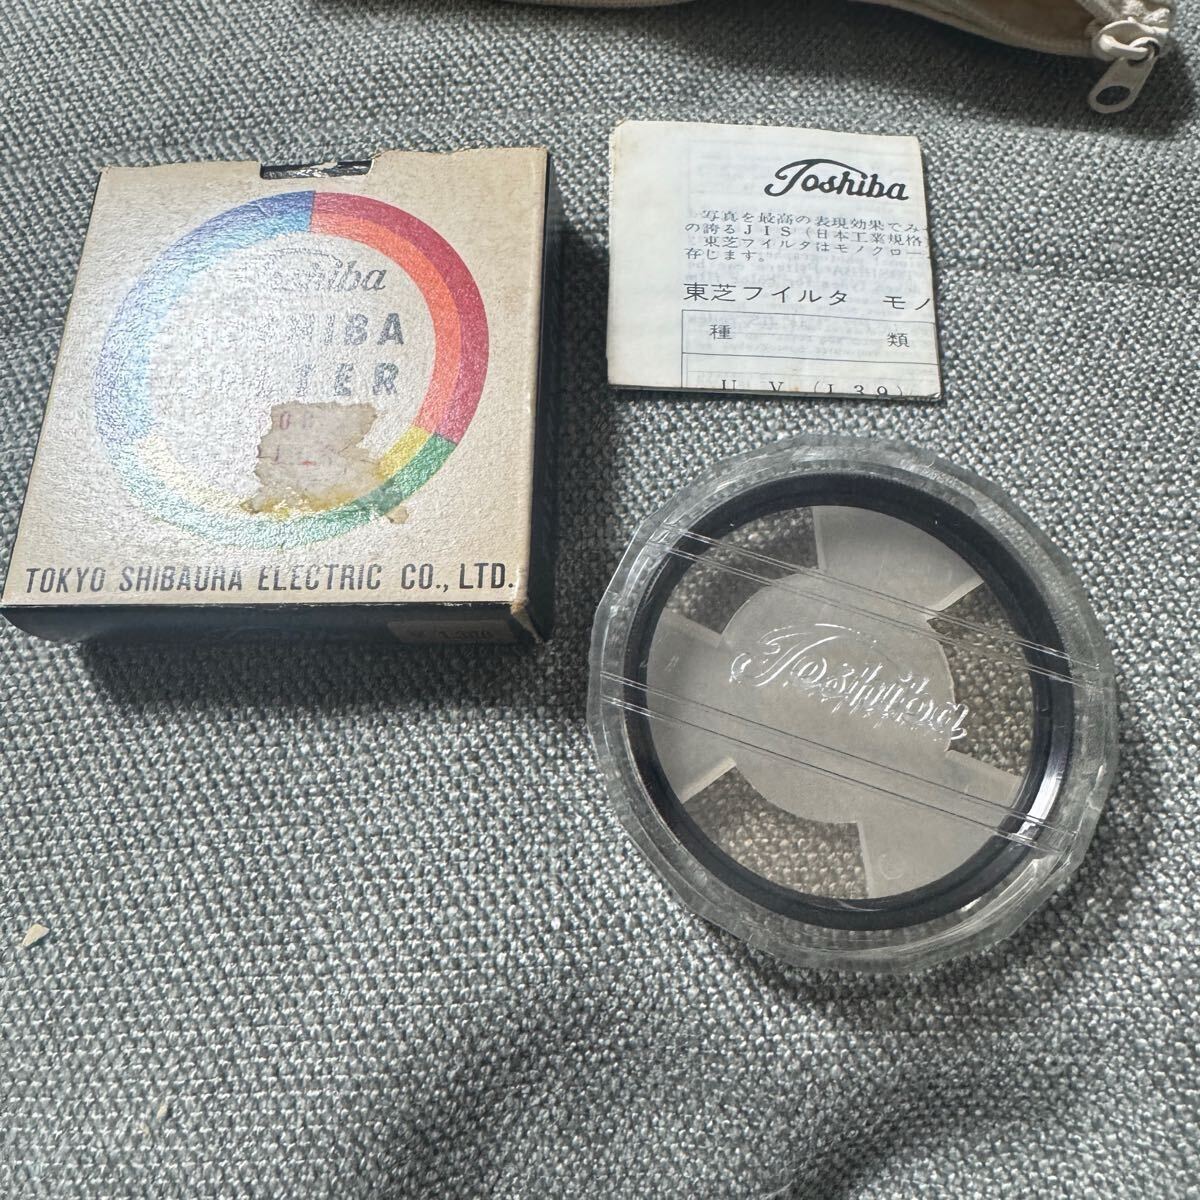 Toshiba
TOSHIBA
FILTER
TOKYO SHIBAURA ELECTRIC CO., LTD.
Toshiba
写真を最高の表現効果でみ
の誇るJIS(日本工業規格
東芝フイルタはモノクロー
存じます。
東芝フイルタ モノ
種 類
U V (L39)
Toshiba